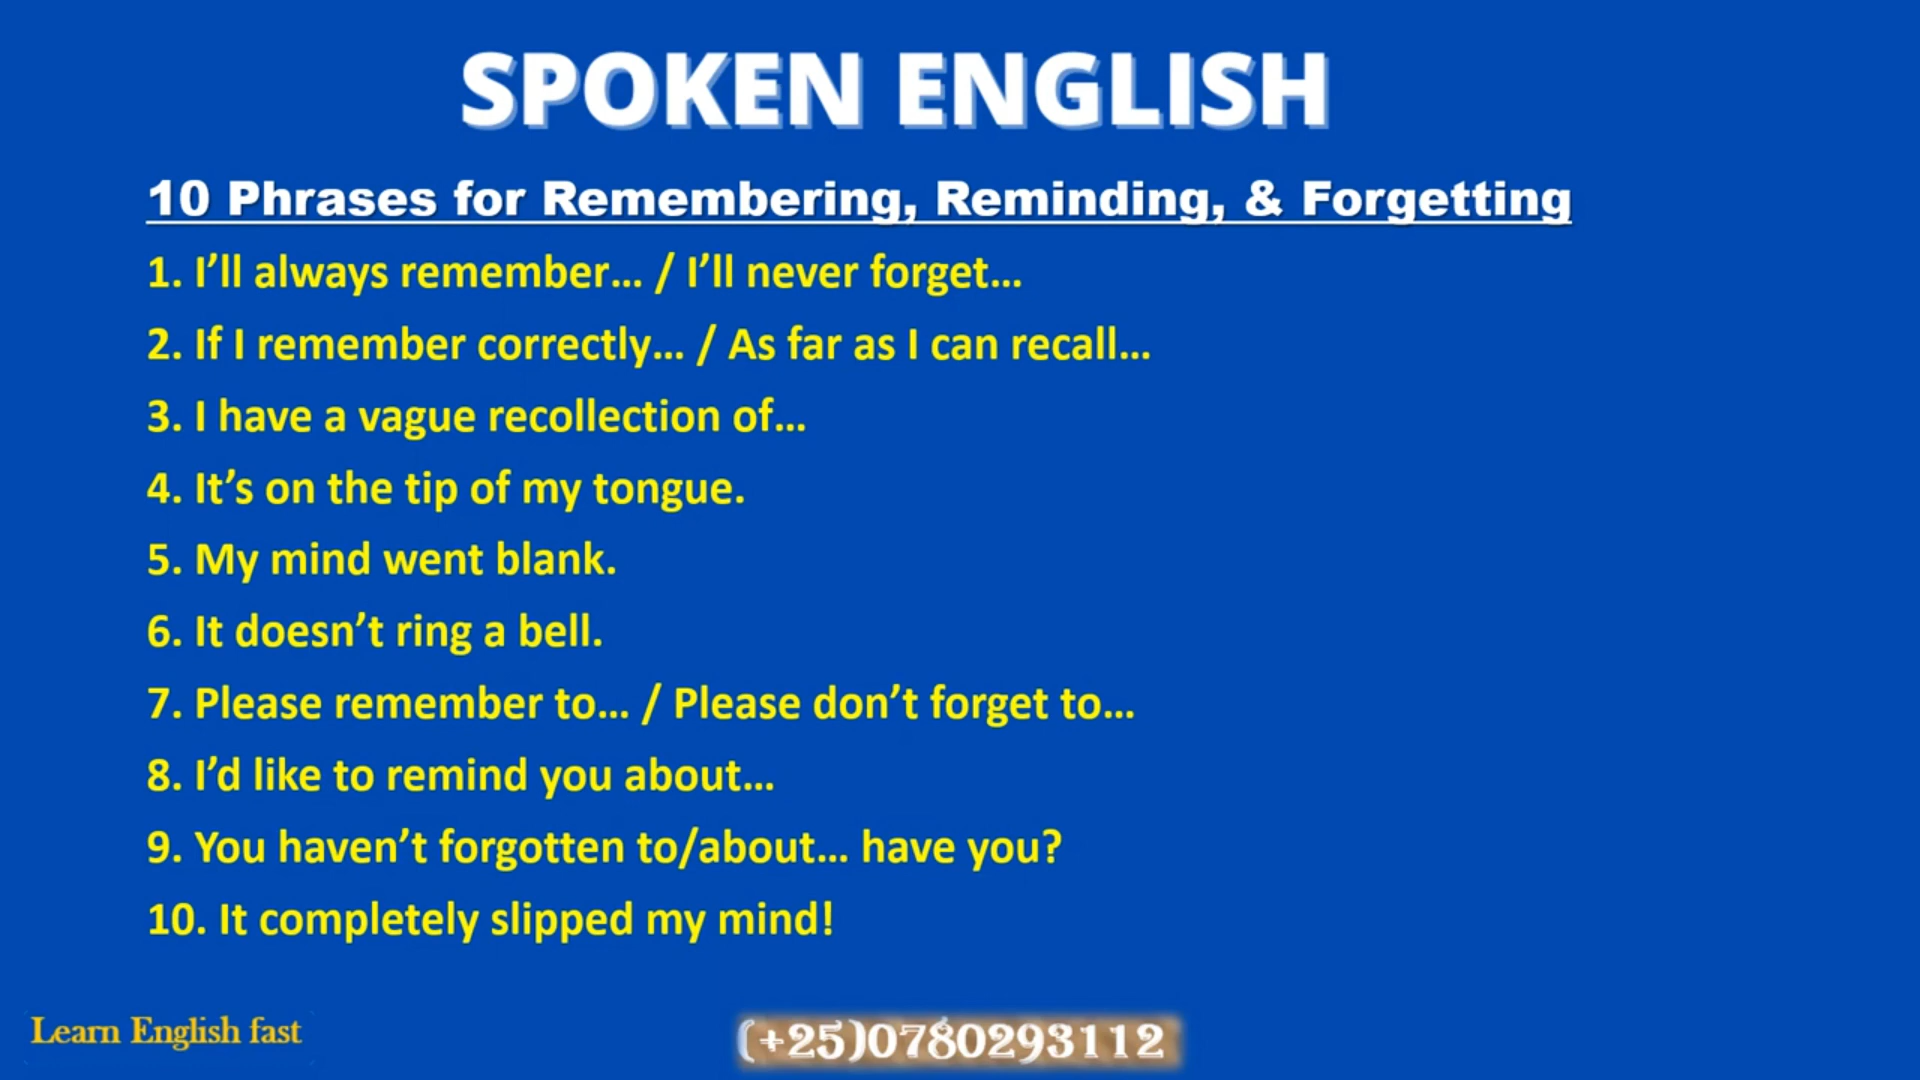 SPOKEN ENGLISH
10 Phrases for Remembering, Reminding, & Forgetting
1. I’ll always remember... / I’ll never forget...
2. If I remember correctly... / As far as I can recall...
3. I have a vague recollection of...
4. It’s on the tip of my tongue.
5. My mind went blank.
6. It doesn’t ring a bell.
7. Please remember to... / Please don’t forget to...
8. I’d like to remind you about...
9. You haven’t forgotten to/about... have you?
10. It completely slipped my mind!
Learn English fast
(+25)0780293112